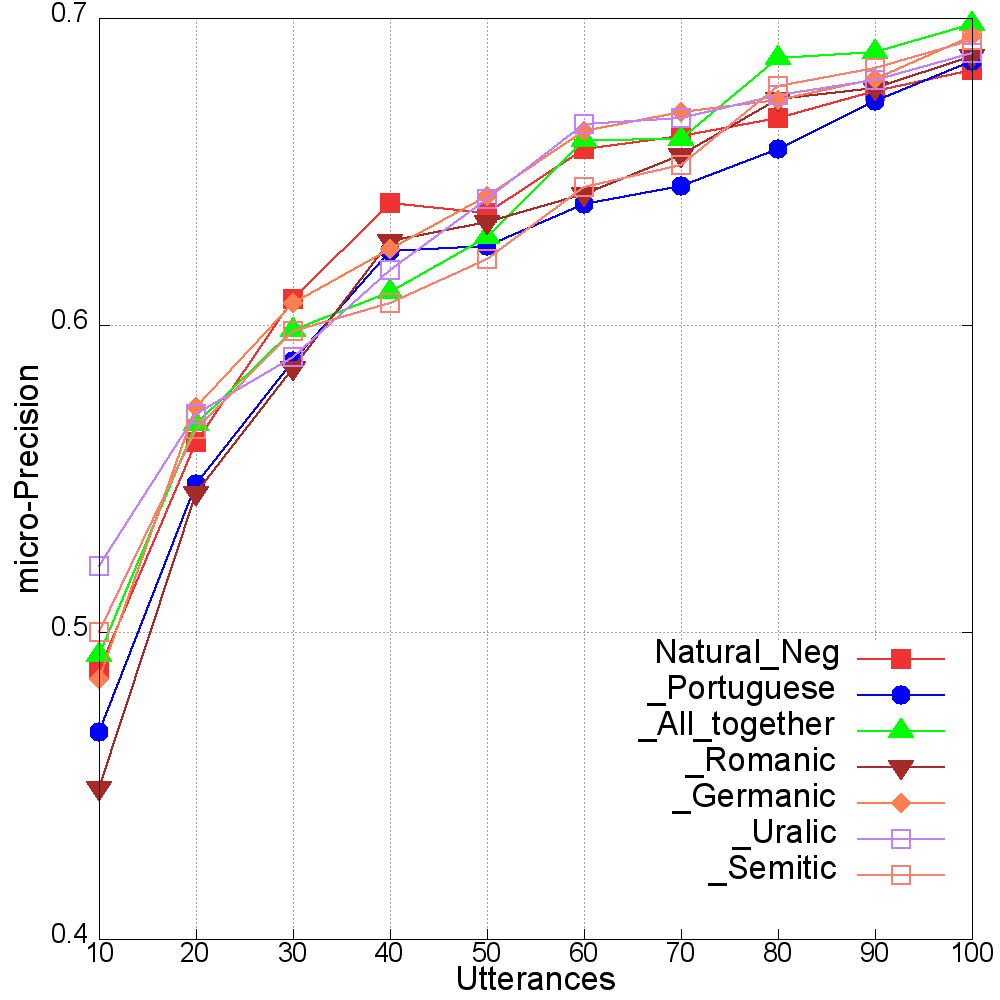 0.7
0.6
0.5
0.4
micro-Precision
Natural_Neg
_Portuguese
_All_together
_Romanic
_Germanic
_Uralic
_Semitic
10 20 30 40 50 60 70 80 90 100
Utterances